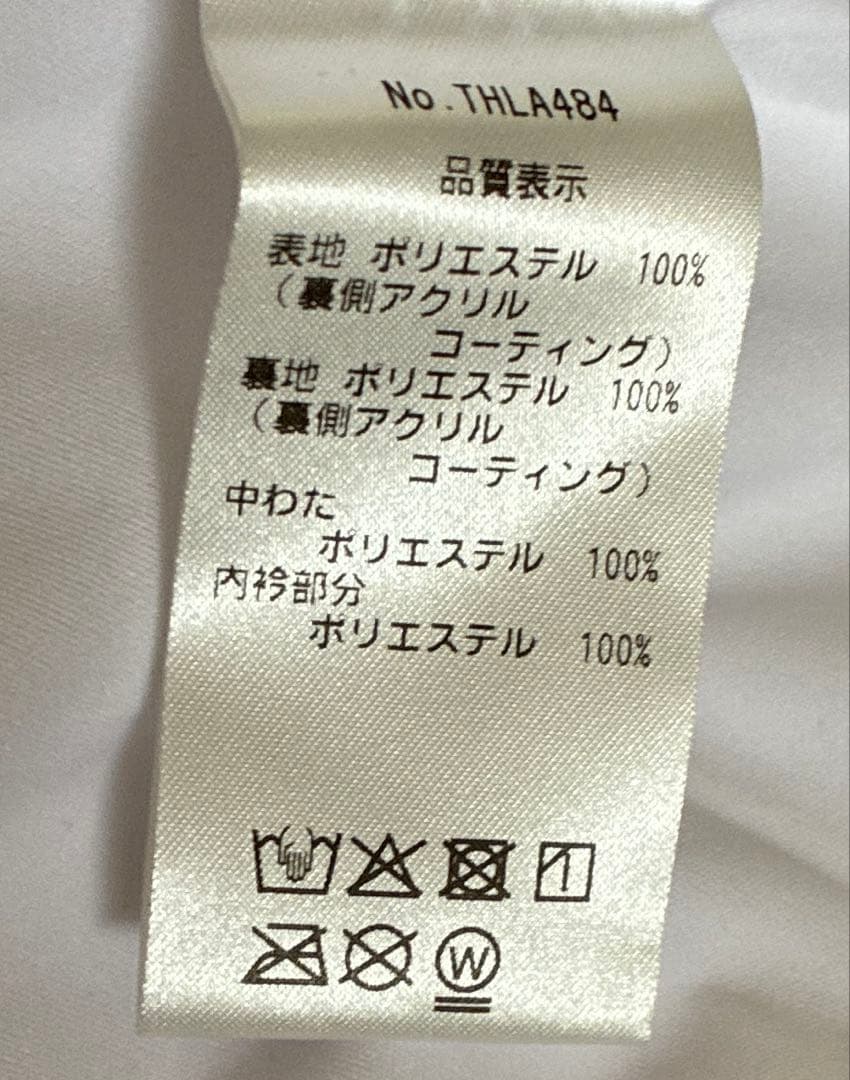 No.THLA484
品質表示
表地 ポリエステル 100%
(裏側アクリル
コーティング)
裏地 ポリエステル 100%
(裏側アクリル
コーティング)
中わた
ポリエステル 100%
内衿部分
ポリエステル 100%
W